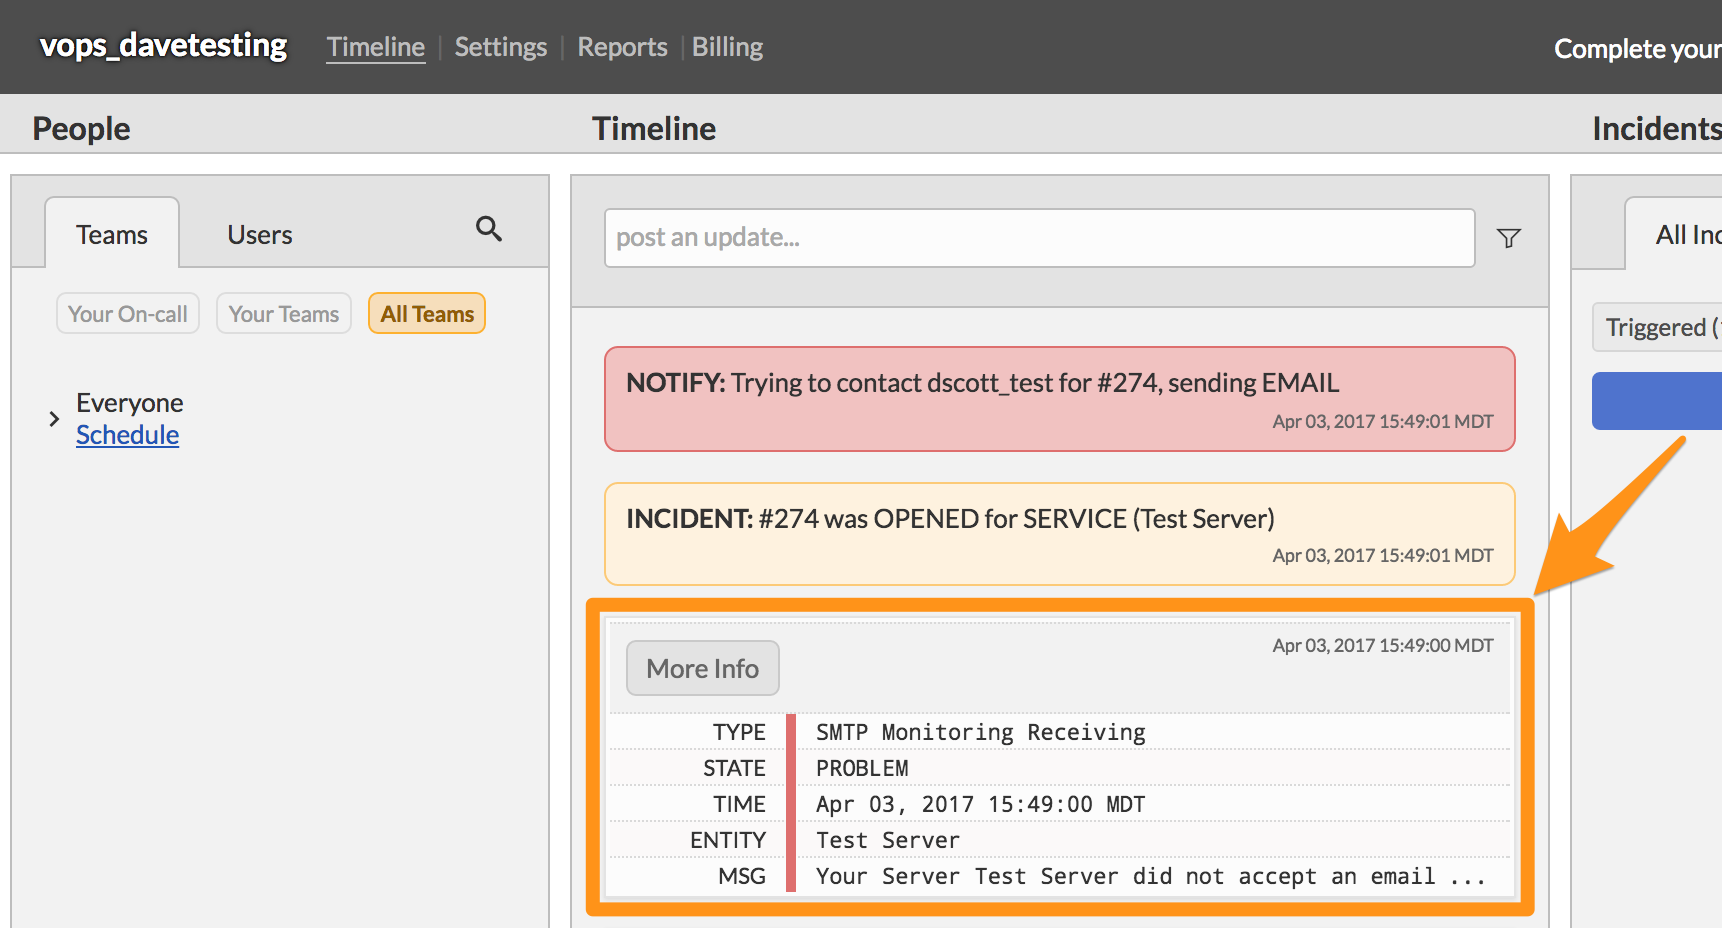 vops_davetesting Timeline Settings Reports Billing Complete your
People
Timeline
Incidents
Teams Users
post an update...
Your On-call Your Teams All Teams
Everyone
Schedule
NOTIFY: Trying to contact dscott_test for #274, sending EMAIL
Apr 03, 2017 15:49:01 MDT
INCIDENT: #274 was OPENED for SERVICE (Test Server)
Apr 03, 2017 15:49:01 MDT
More Info
Apr 03, 2017 15:49:00 MDT
TYPE SMTP Monitoring Receiving
STATE PROBLEM
TIME Apr 03, 2017 15:49:00 MDT
ENTITY Test Server
MSG Your Server Test Server did not accept an email ...
All Inc
Triggered (